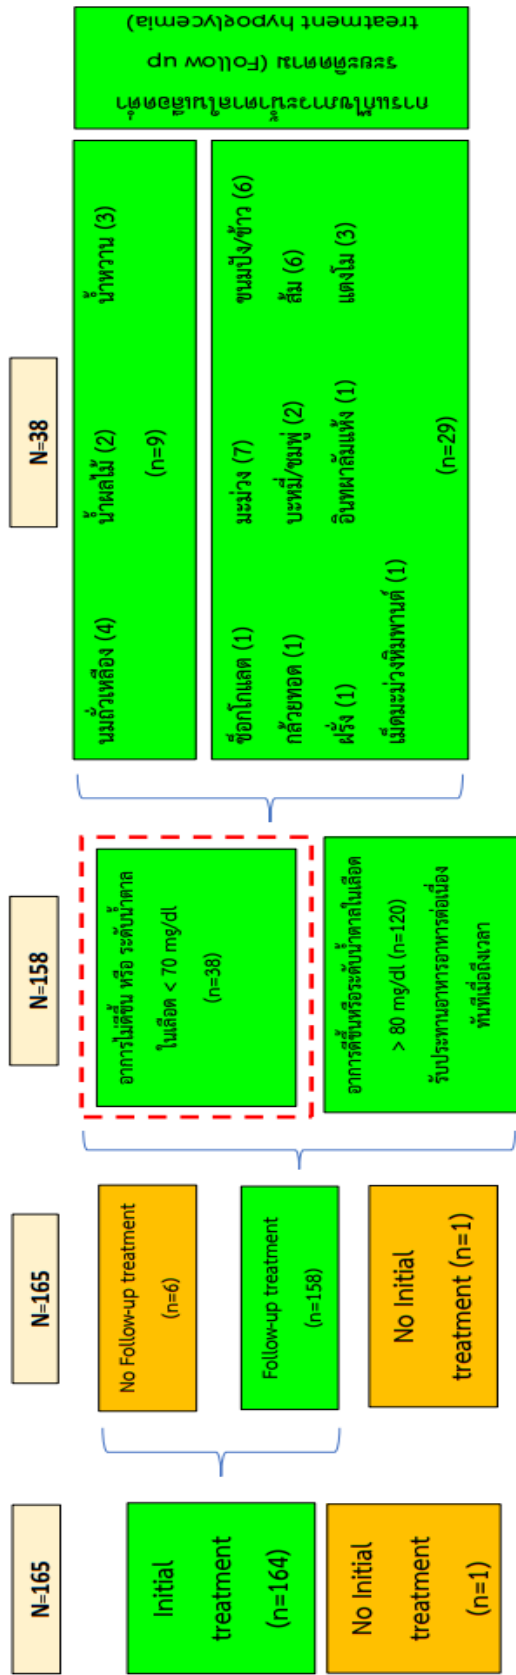 N=165
Initial
treatment
(n=164)
No Initial
treatment
(n=1)
N=165
No Follow-up treatment
(n=6)
Follow-up treatment
(n=158)
No Initial
treatment (n=1)
N=158
อาการไม่ดีขึ้น หรือ ระดับน้ำตาล
ในเลือด < 70 mg/dl
(n=38)
อาการดีขึ้นหรือระดับน้ำตาลในเลือด
> 80 mg/dl (n=120)
รับประทานอาหารอาหารต่อเนื่อง
ทันทีเมื่อถึงเวลา
N=38
นมถั่วเหลือง (4) น้ำผลไม้ (2) น้ำหวาน (3)
(n=9)
ช็อกโกแลต (1) มะม่วง (7) ขนมปัง/ข้าว (6)
กล้วยทอด (1) บะหมี่/ชมพู่ (2) ส้ม (6)
ฝรั่ง (1) อินทผาลัมแห้ง (1) แตงโม (3)
เม็ดมะม่วงหิมพานต์ (1)
(n=29)
การแก้ไขภาวะน้ำตาลในเลือดต่ำ
ระยะติดตาม (Follow up
treatment hypoglycemia)